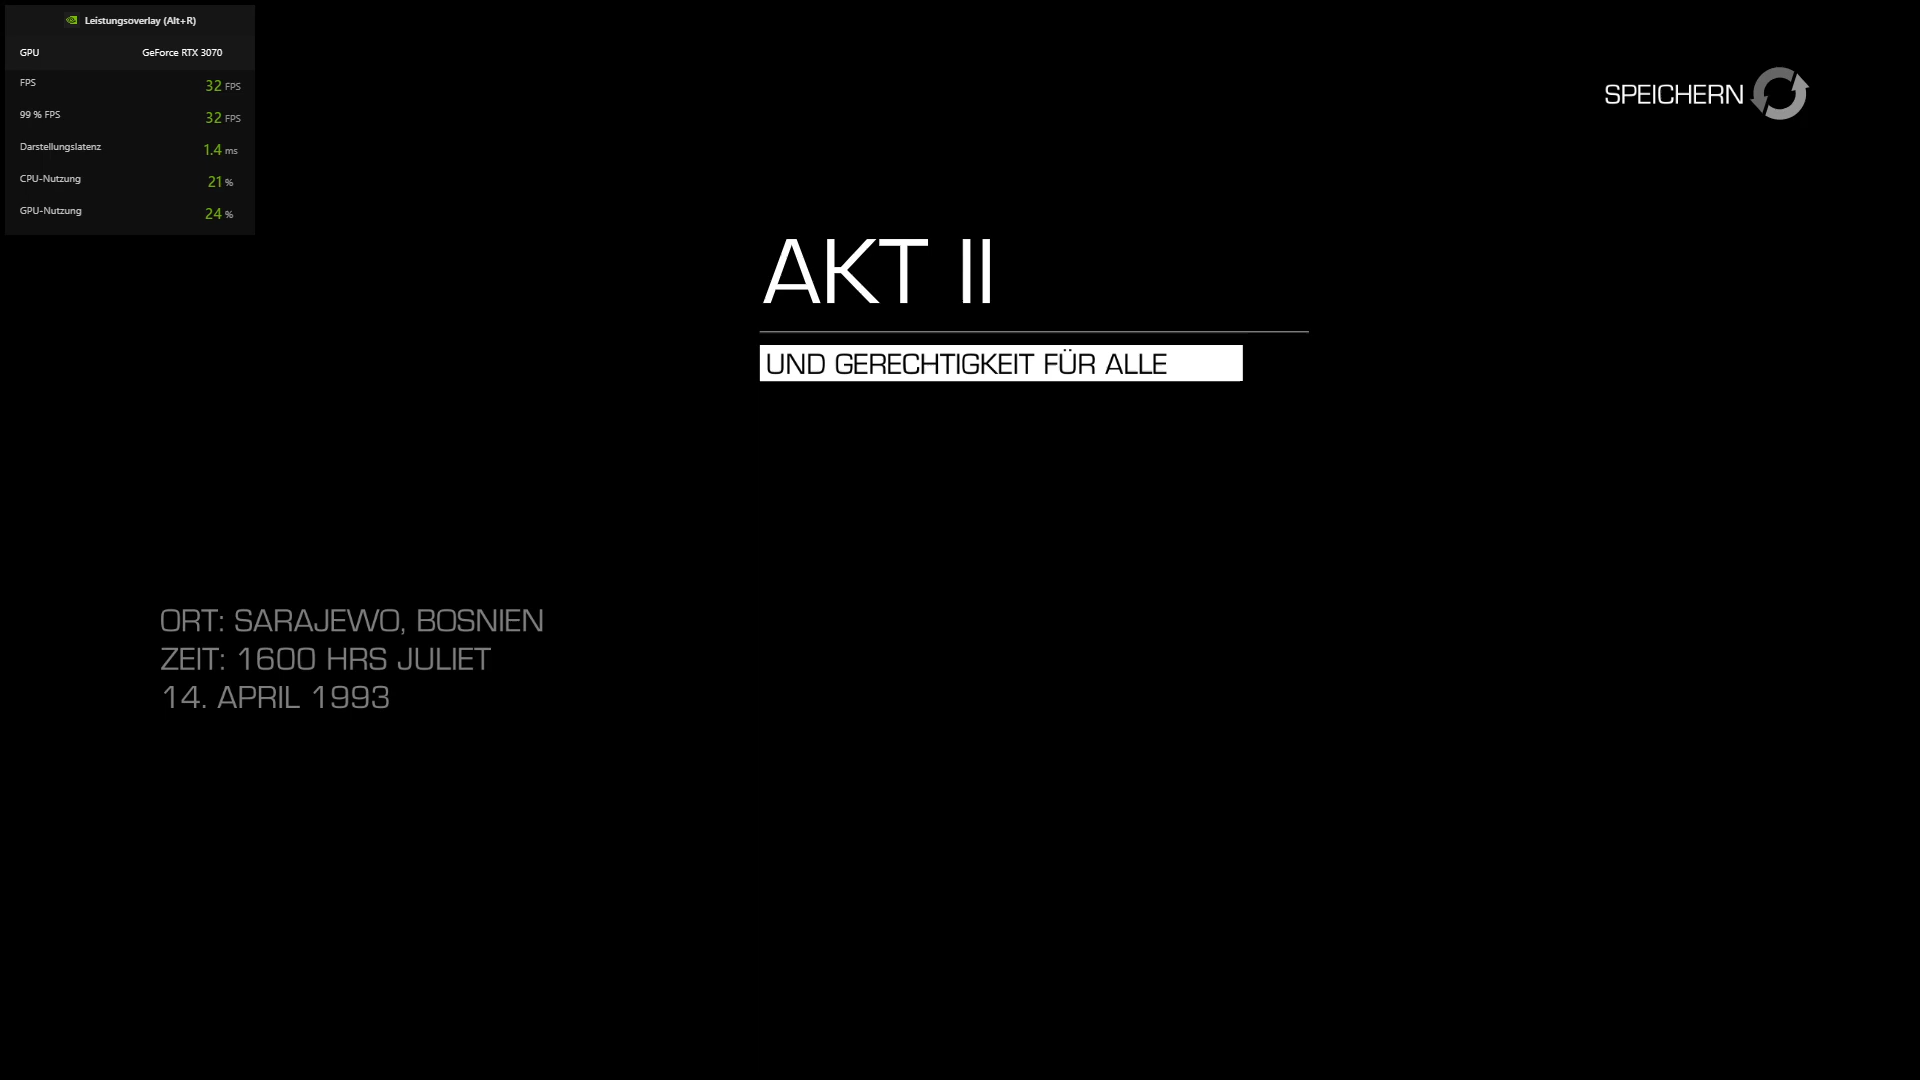 Leistungsoverlay (Alt+R)
GPU GeForce RTX 3070
FPS 32 FPS
99 % FPS 32 FPS
Darstellungslatenz 1.4 ms
CPU-Nutzung 21 %
GPU-Nutzung 24 %
SPEICHERN
AKT II
UND GERECHTIGKEIT FÜR ALLE
ORT: SARAJEWO, BOSNIEN
ZEIT: 1600 HRS JULIET
14. APRIL 1993